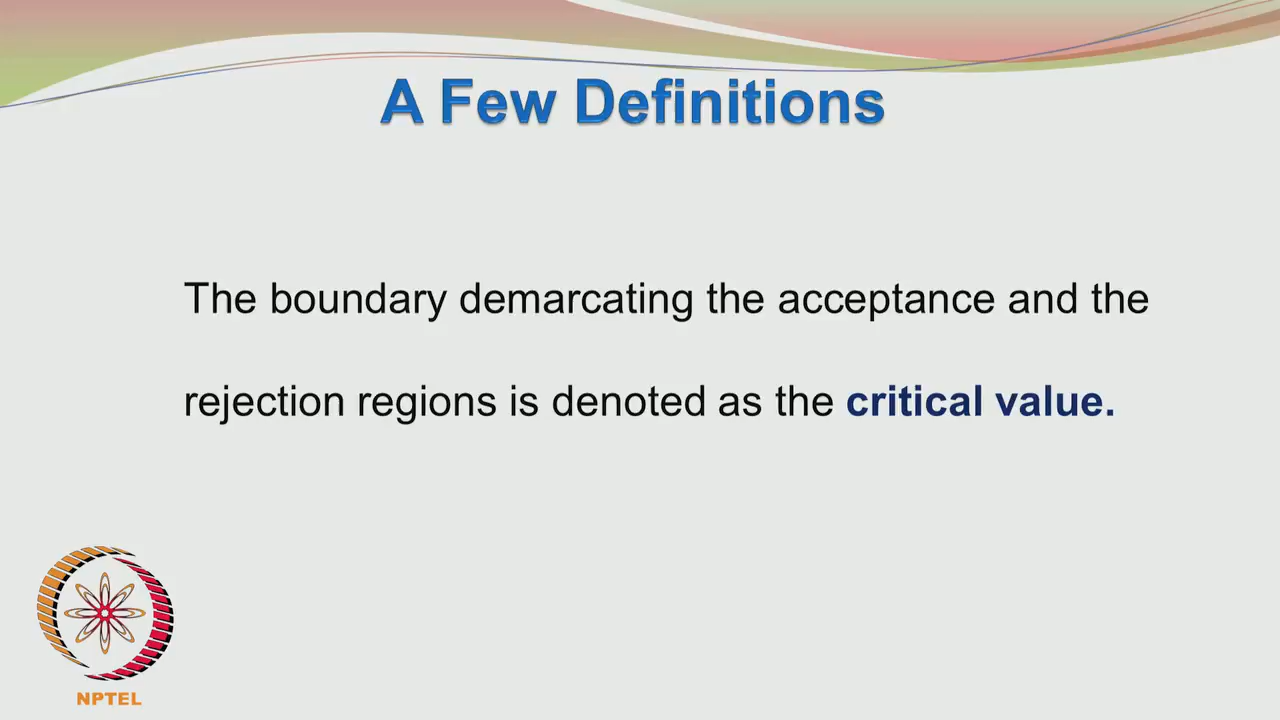 A Few Definitions
The boundary demarcating the acceptance and the
rejection regions is denoted as the critical value.
NPTEL